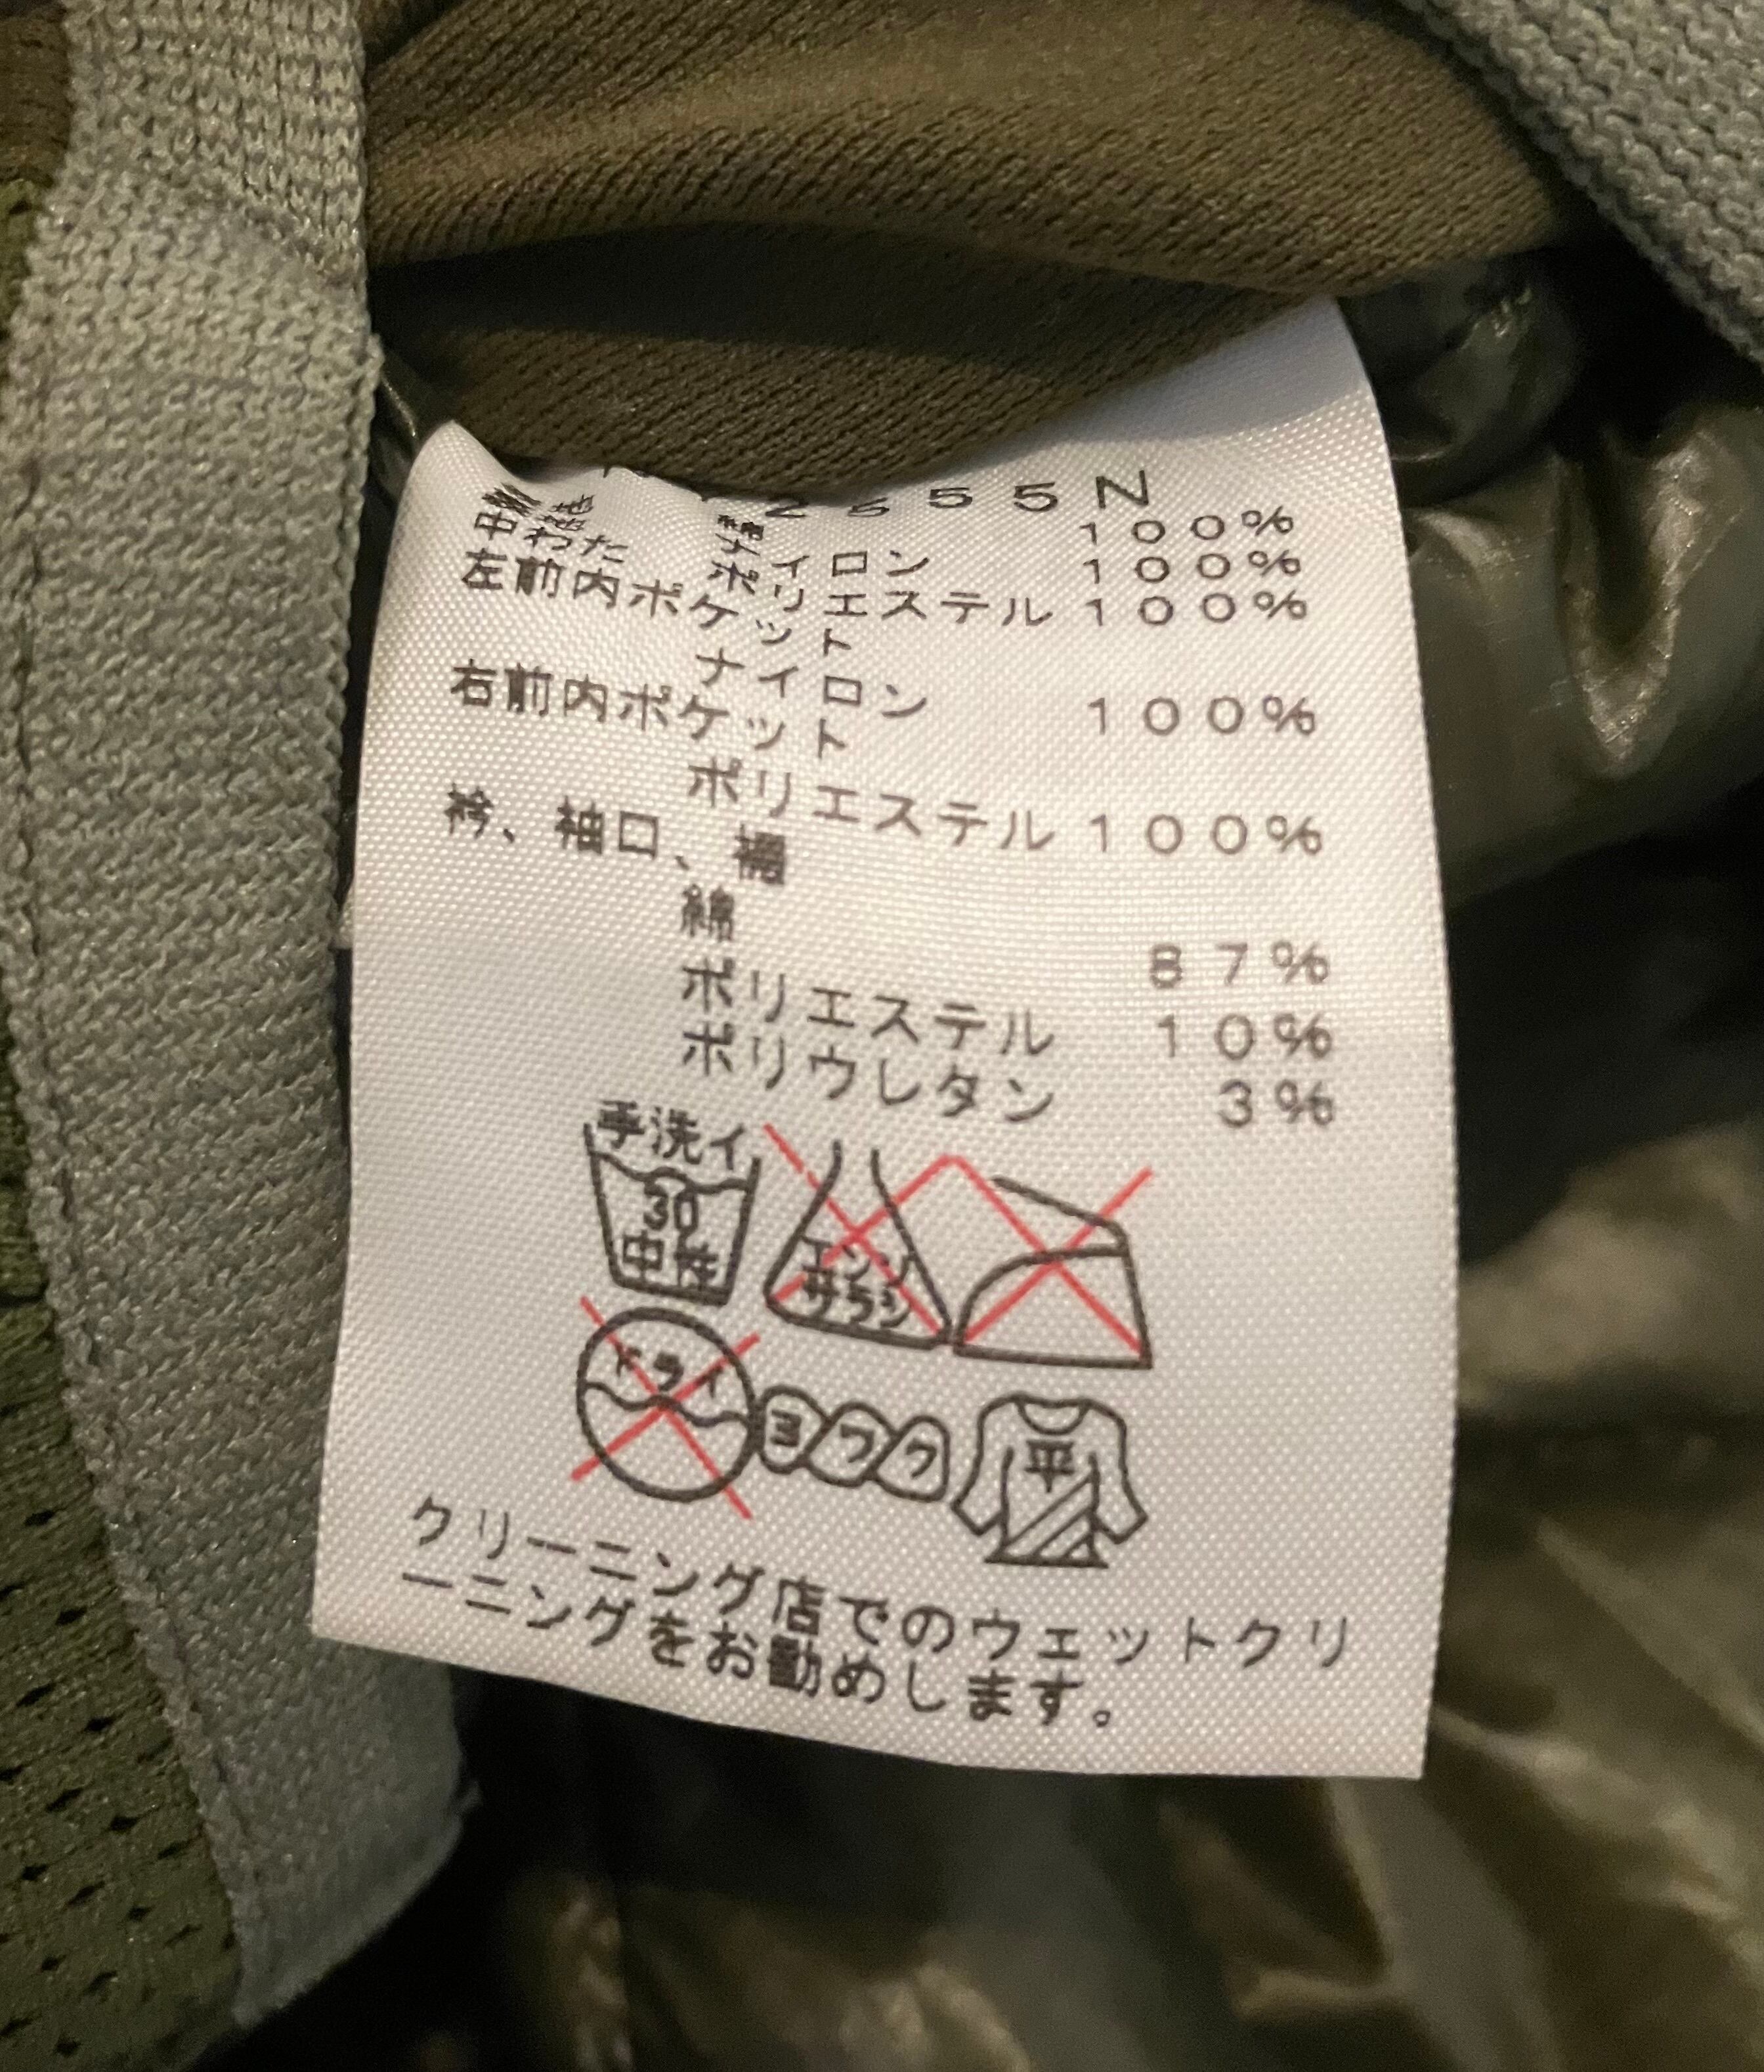 2555N
綿 100%
ナイロン 100%
中わた ポリエステル 100%
左前内ポケット
ナイロン 100%
右前内ポケット
ポリエステル 100%
衿、袖口、裾
綿 87%
ポリエステル 10%
ポリウレタン 3%
手洗イ
30
中性
エンソ
サラシ
ドライ
ヨワク
平
クリーニング店でのウェットクリ
ーニングをお勧めします。